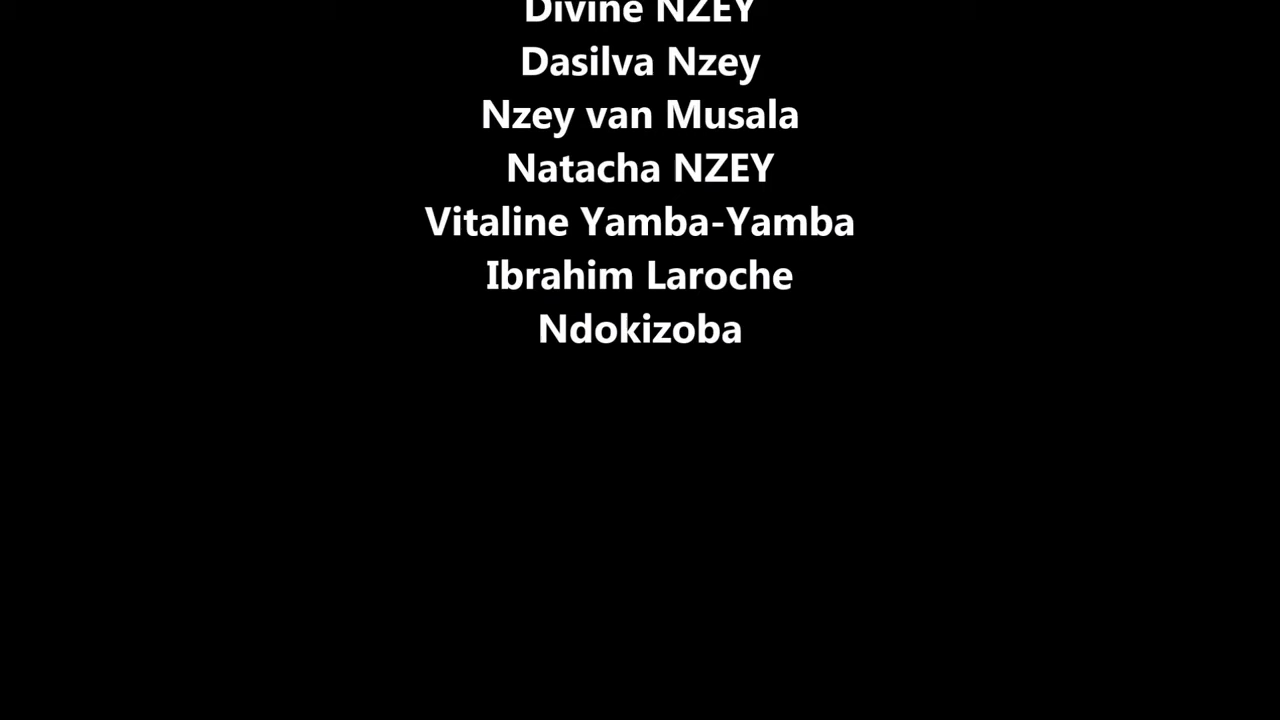 Divine NZEY
Dasilva Nzey
Nzey van Musala
Natacha NZEY
Vitaline Yamba-Yamba
Ibrahim Laroche
Ndokizoba